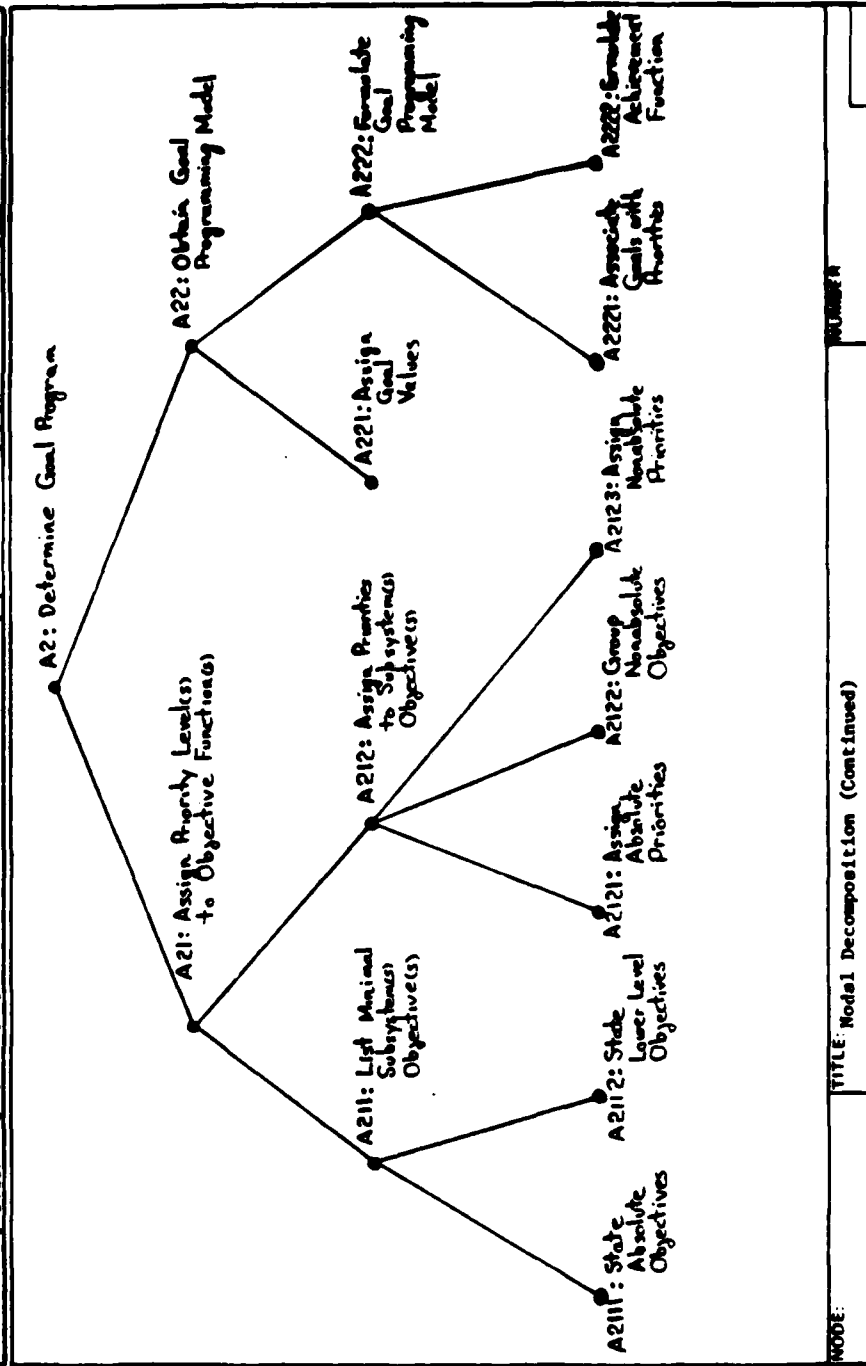 A2: Determine Goal Program
A21: Assign Priority Level(s)
to Objective Function(s)
A22: Obtain Goal
Programming Model
A211: List Minimal
Subsystem(s)
Objective(s)
A212: Assign Priorities
to Subsystem(s)
Objective(s)
A221: Assign
Goal
Values
A222: Formulate
Goal
Programming
Model
A2111: State
Absolute
Objectives
A2112: State
Lower Level
Objectives
A2121: Assign
Absolute
Priorities
A2122: Group
Nonabsolute
Objectives
A2123: Assign
Nonabsolute
Priorities
A2221: Associate
Goals with
Priorities
A2222: Formulate
Achievement
Function
NODE:
TITLE: Nodal Decomposition (Continued)
NUMBER